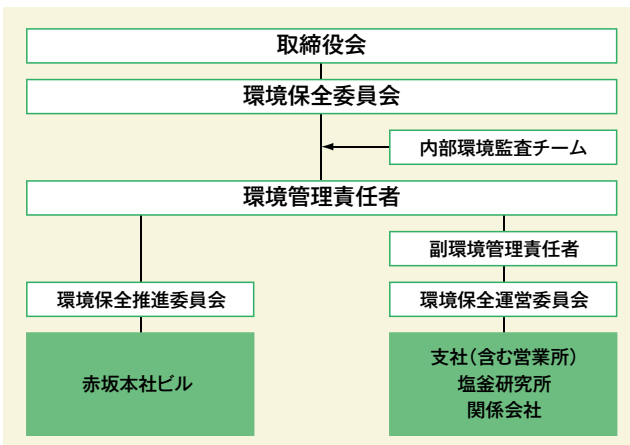 取締役会
環境保全委員会
内部環境監査チーム
環境管理責任者
副環境管理責任者
環境保全推進委員会
環境保全運営委員会
赤坂本社ビル
支社（含む営業所）
塩釜研究所
関係会社